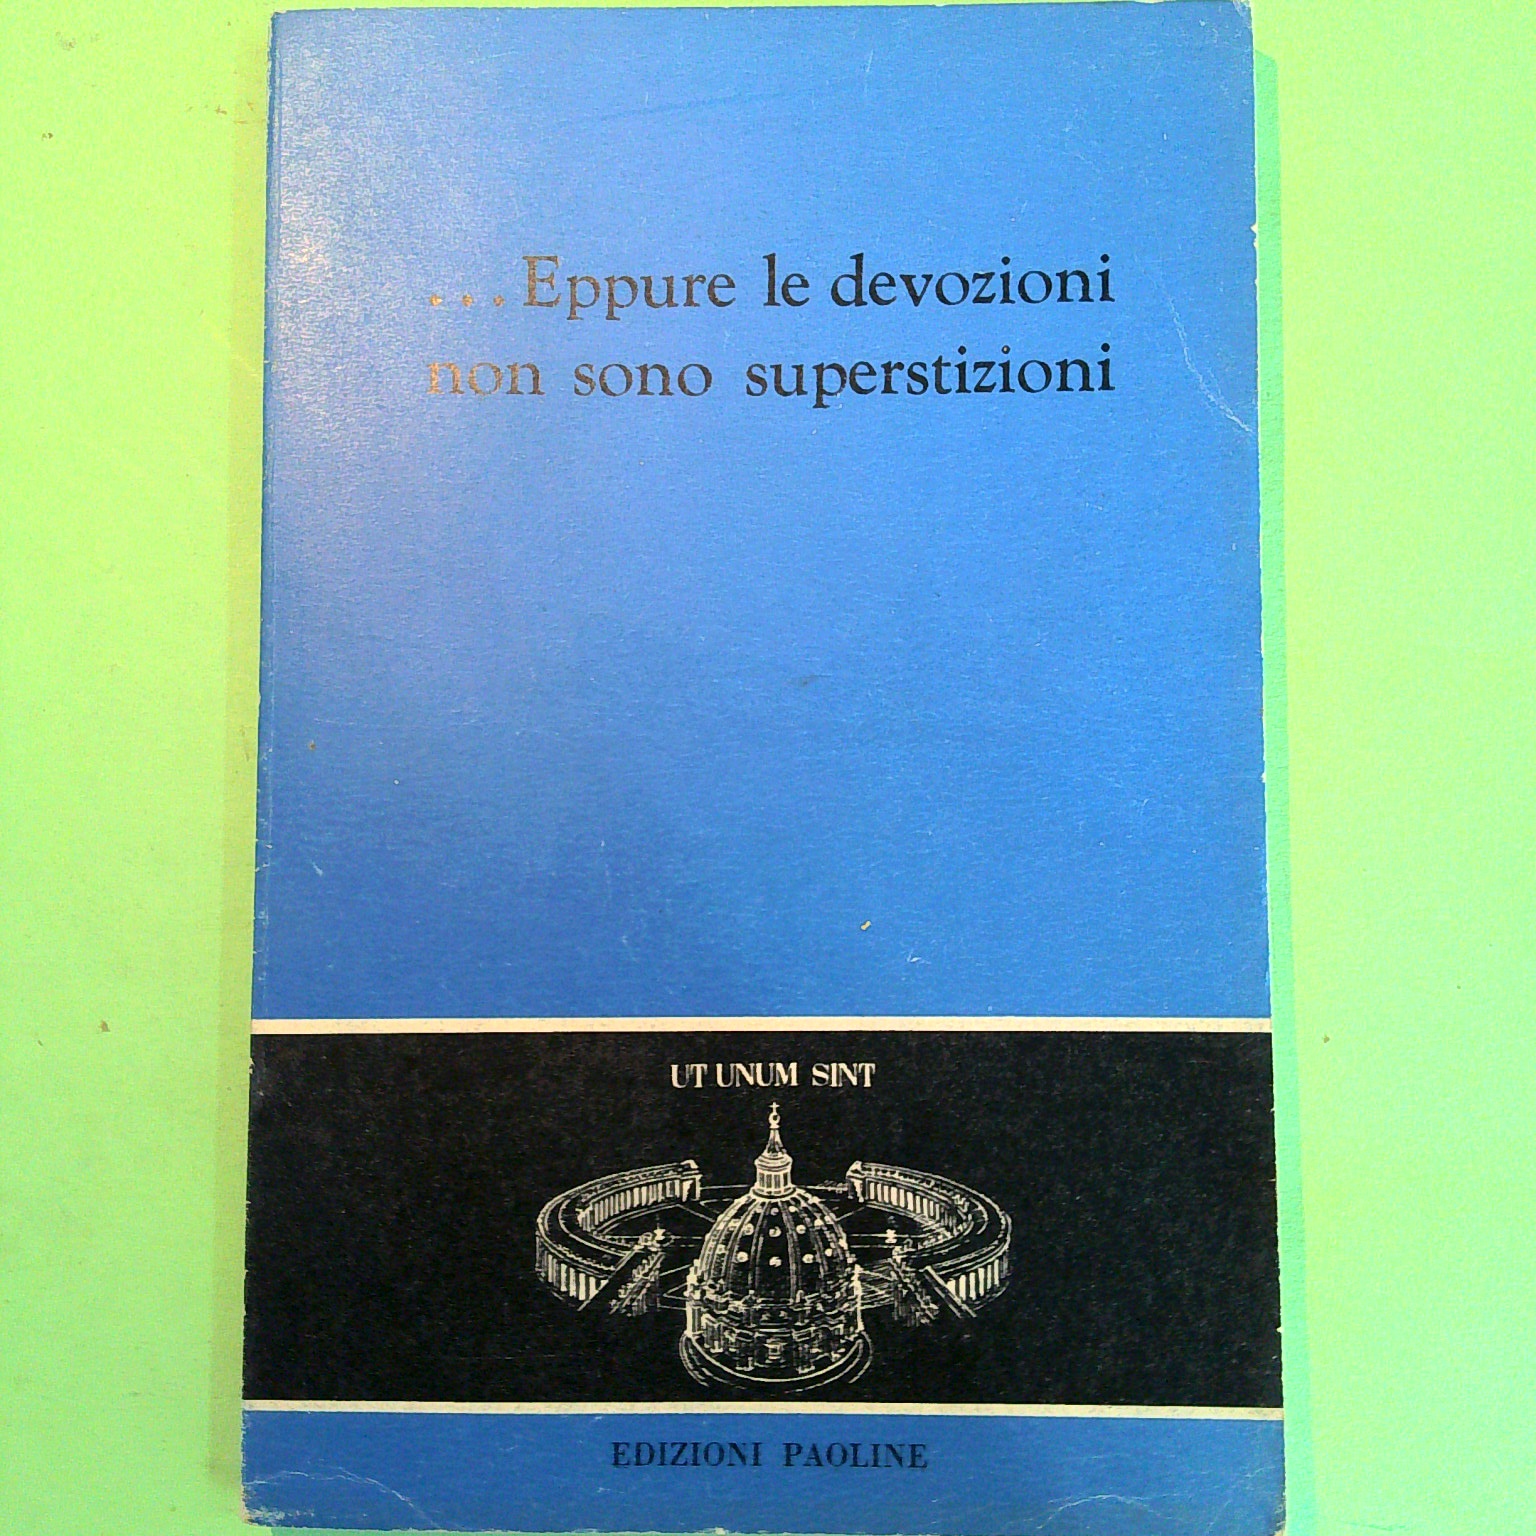 ...Eppure le devozioni
non sono superstizioni
UT UNUM SINT
EDIZIONI PAOLINE